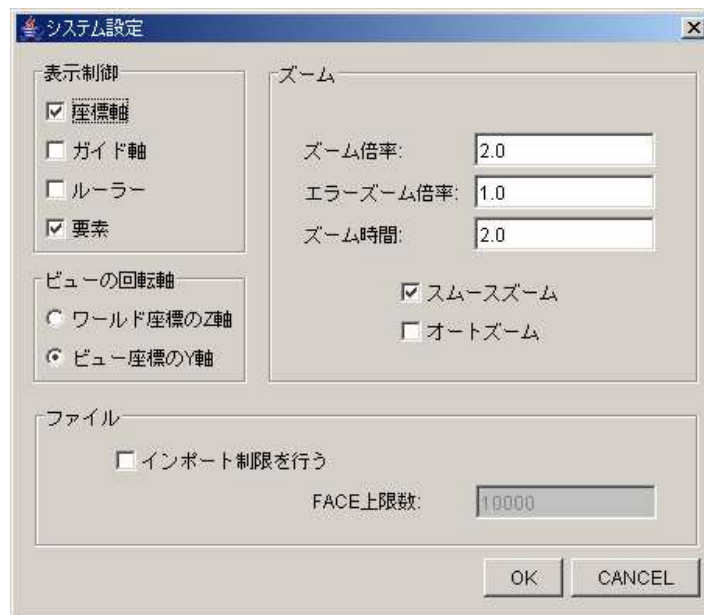 システム設定
表示制御
座標軸
ガイド軸
ルーラー
要素
ビューの回転軸
ワールド座標のZ軸
ビュー座標のY軸
ズーム
ズーム倍率: 2.0
エラーズーム倍率: 1.0
ズーム時間: 2.0
スムースズーム
オートズーム
ファイル
インポート制限を行う
FACE上限数: 10000
OK CANCEL